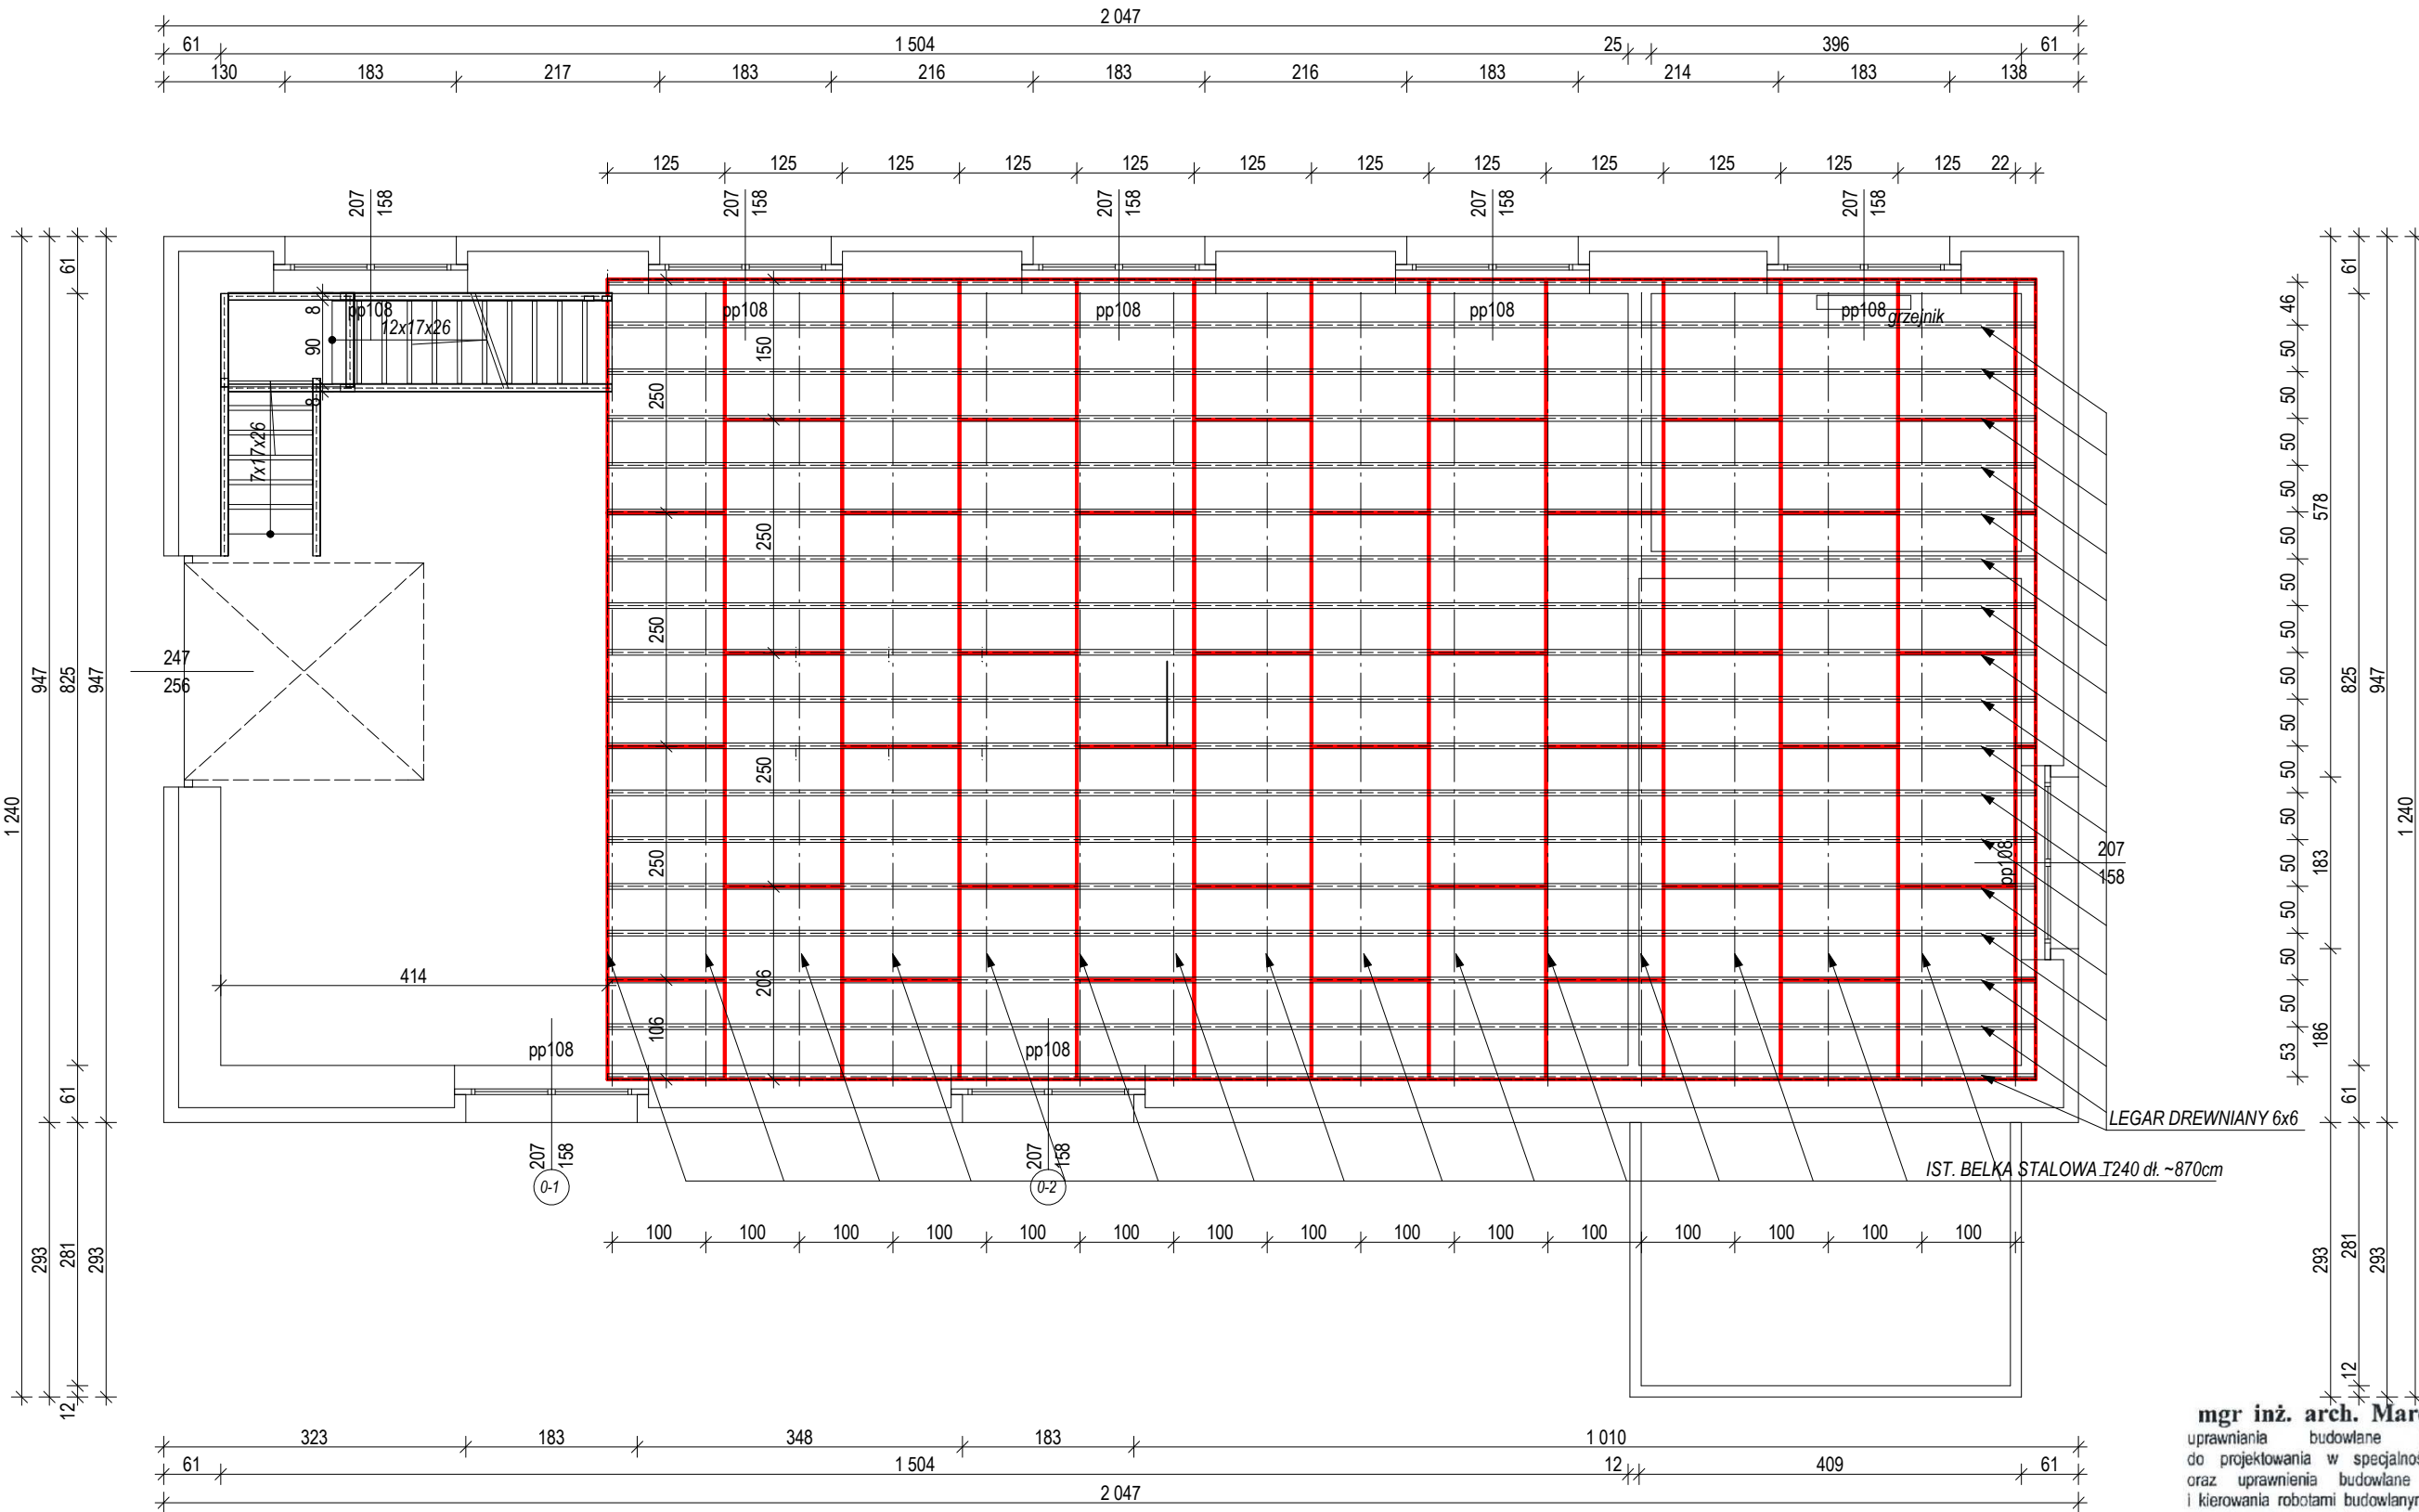 2 047
61 1 504 25 396 61
130 183 217 183 216 183 216 183 214 183 138
125 125 125 125 125 125 125 125 125 125 125 125 22
207 158 207 158 207 158 207 158 207 158
pp108 pp108 pp108 pp108 pp108
grzejnik
12x17x26
7x17x26
8 90 8
61 825 61 281 12
947 293
947 293
1 240
247
256
414
250 250 250 106
150 250 250 206
46 50 50 50 50 50 50 50 50 50 50 50 50 50 50 50 50 53
578 183 186 293
61 825 61 281 12
947 293
1 240
pp108
207
158
pp108 pp108
207 158 207 158
0-1 0-2
LEGAR DREWNIANY 6x6
IST. BELKA STALOWA I240 dł. ~870cm
100 100 100 100 100 100 100 100 100 100 100 100 100 100 100
323 183 348 183 1 010
61 1 504 12 409 61
2 047
mgr inż. arch.
uprawniania budowlane
do projektowania w
oraz uprawnienia budowlane
i kierowania robotami